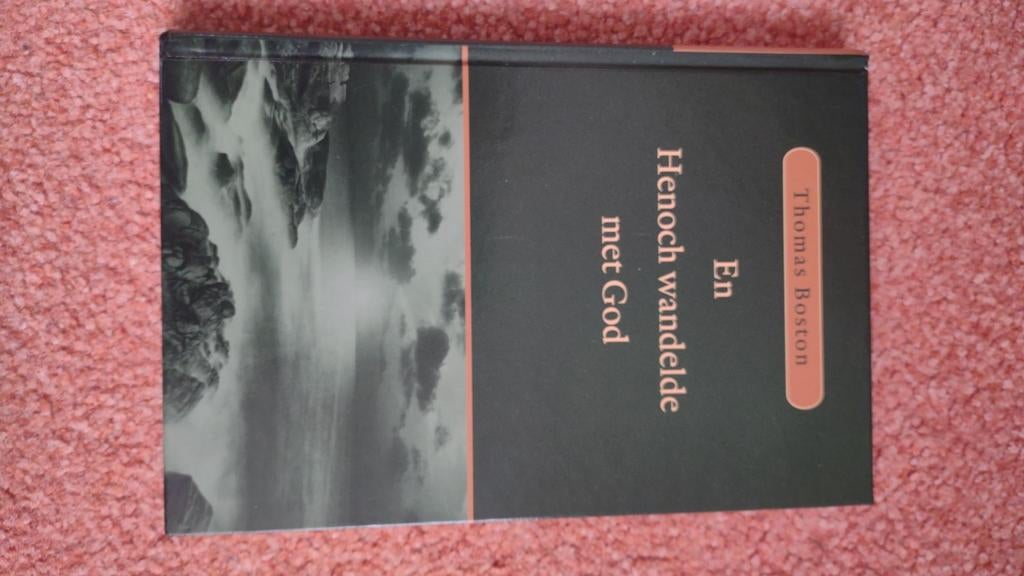 Thomas Boston
En
Henoch wandelde
met God